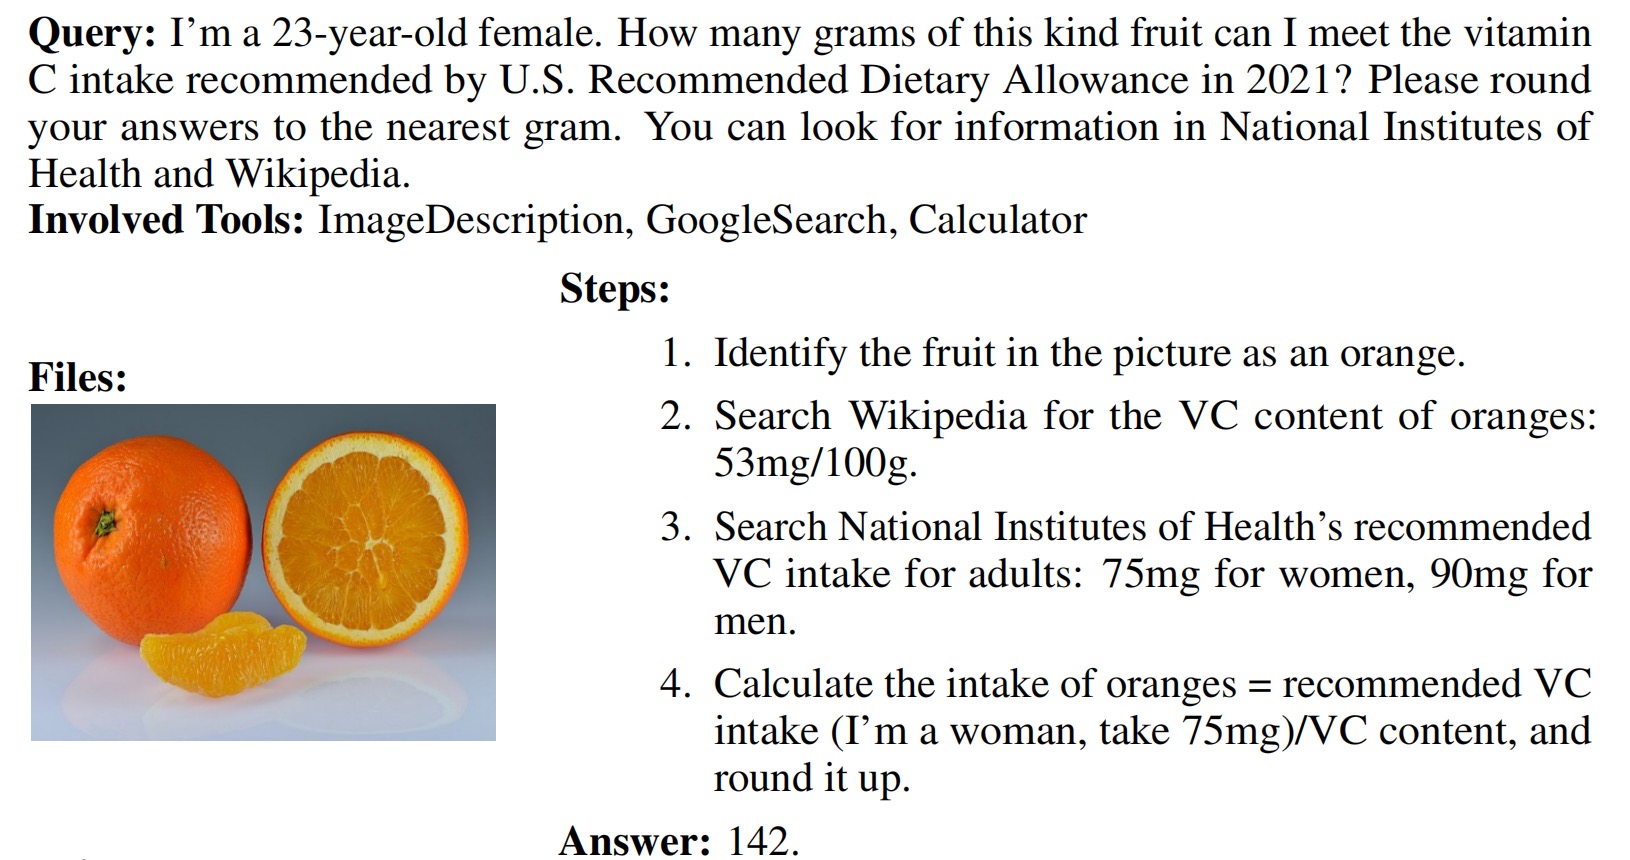 Query: I’m a 23-year-old female. How many grams of this kind fruit can I meet the vitamin
C intake recommended by U.S. Recommended Dietary Allowance in 2021? Please round
your answers to the nearest gram. You can look for information in National Institutes of
Health and Wikipedia.
Involved Tools: ImageDescription, GoogleSearch, Calculator
Files:
Steps:
1. Identify the fruit in the picture as an orange.
2. Search Wikipedia for the VC content of oranges:
53mg/100g.
3. Search National Institutes of Health’s recommended
VC intake for adults: 75mg for women, 90mg for
men.
4. Calculate the intake of oranges = recommended VC
intake (I’m a woman, take 75mg)/VC content, and
round it up.
Answer: 142.